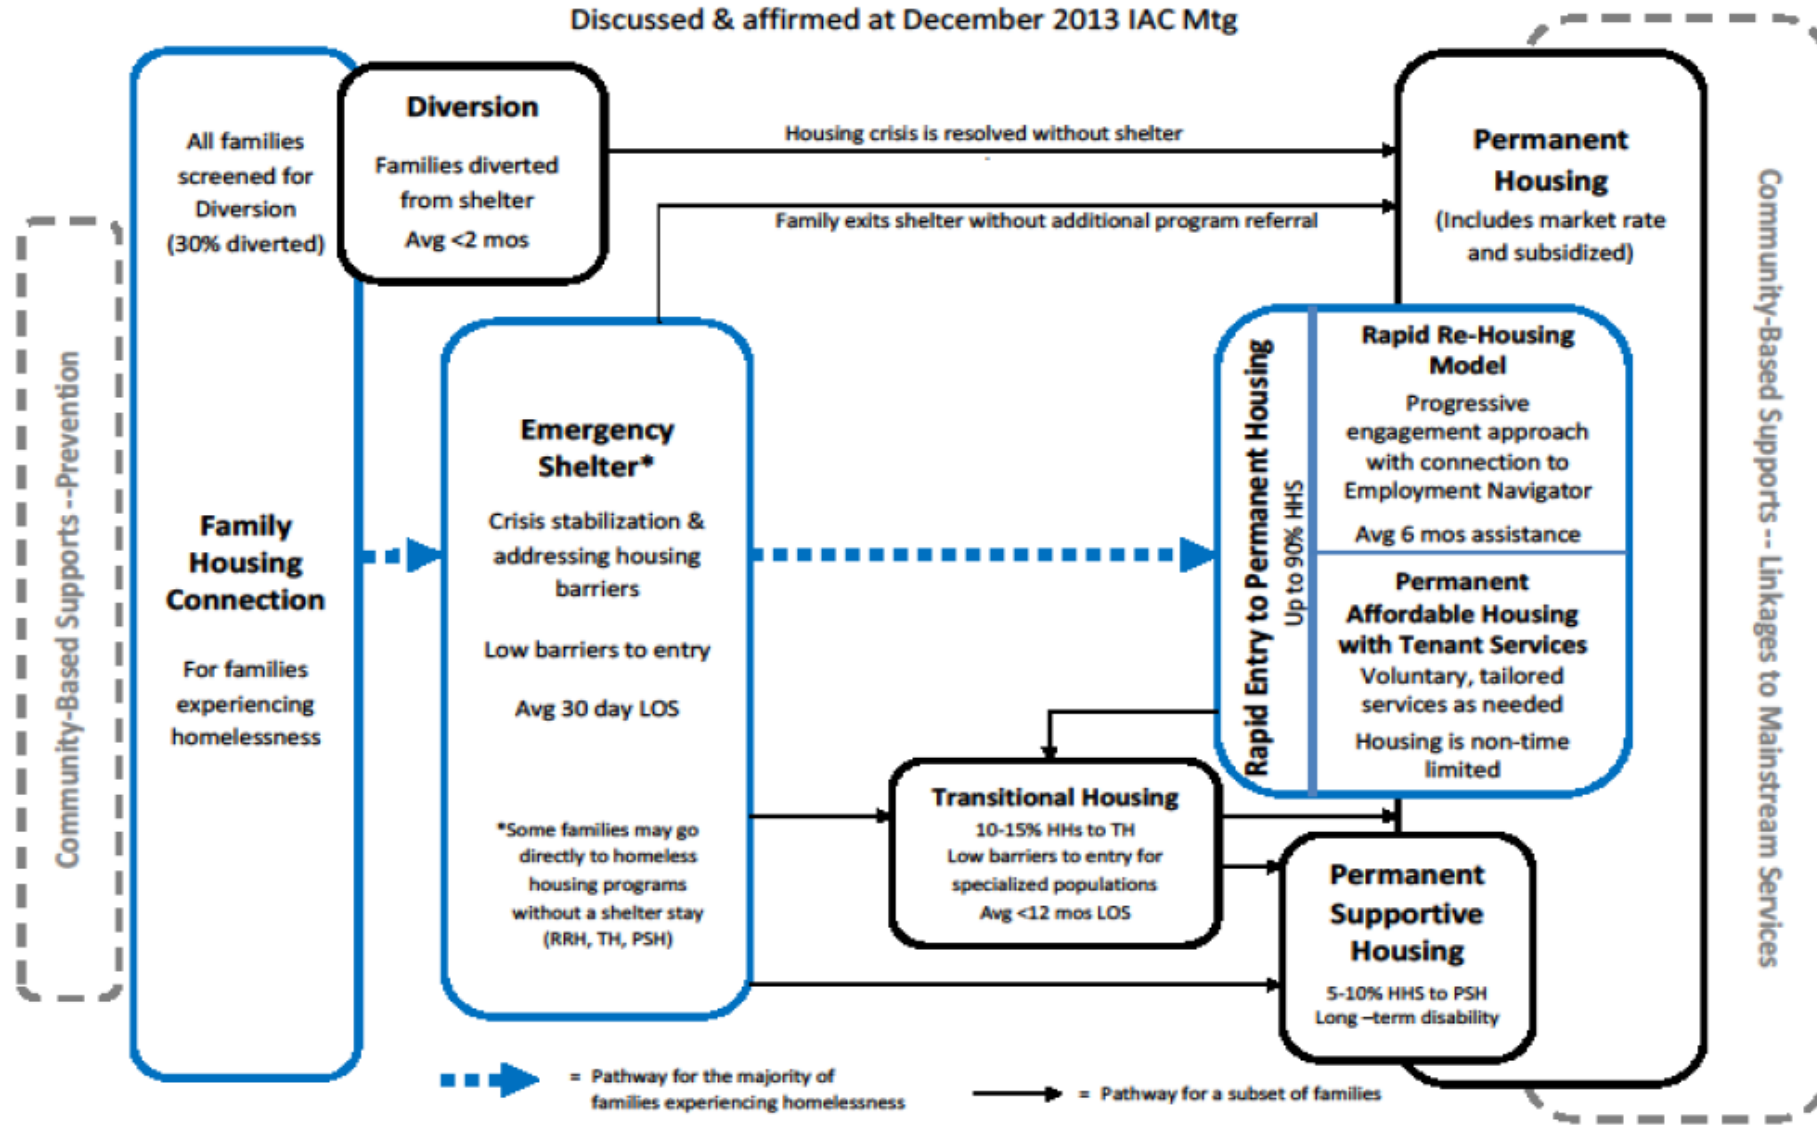 Discussed & affirmed at December 2013 IAC Mtg
Community-Based Supports --Prevention
All families
screened for
Diversion
(30% diverted)
Family
Housing
Connection
For families
experiencing
homelessness
Diversion
Families diverted
from shelter
Avg <2 mos
Housing crisis is resolved without shelter
Family exits shelter without additional program referral
Emergency
Shelter*
Crisis stabilization &
addressing housing
barriers
Low barriers to entry
Avg 30 day LOS
*Some families may go
directly to homeless
housing programs
without a shelter stay
(RRH, TH, PSH)
Transitional Housing
10-15% HHs to TH
Low barriers to entry for
specialized populations
Avg <12 mos LOS
Permanent
Housing
(Includes market rate
and subsidized)
Rapid Entry to Permanent Housing
Up to 90% HHS
Rapid Re-Housing
Model
Progressive
engagement approach
with connection to
Employment Navigator
Avg 6 mos assistance
Permanent
Affordable Housing
with Tenant Services
Voluntary, tailored
services as needed
Housing is non-time
limited
Permanent
Supportive
Housing
5-10% HHS to PSH
Long –term disability
Community-Based Supports -- Linkages to Mainstream Services
= Pathway for the majority of
families experiencing homelessness
= Pathway for a subset of families